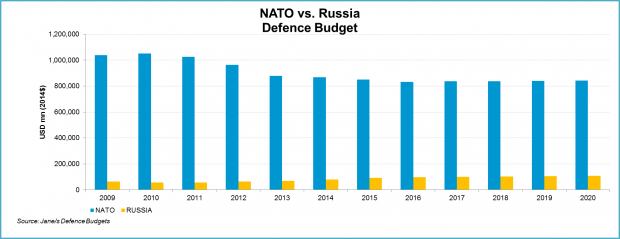 NATO vs. Russia
Defence Budget
USD mn (2014$)
1,200,000
1,000,000
800,000
600,000
400,000
200,000
0
2009 2010 2011 2012 2013 2014 2015 2016 2017 2018 2019 2020
NATO RUSSIA
Source: Jane's Defence Budgets